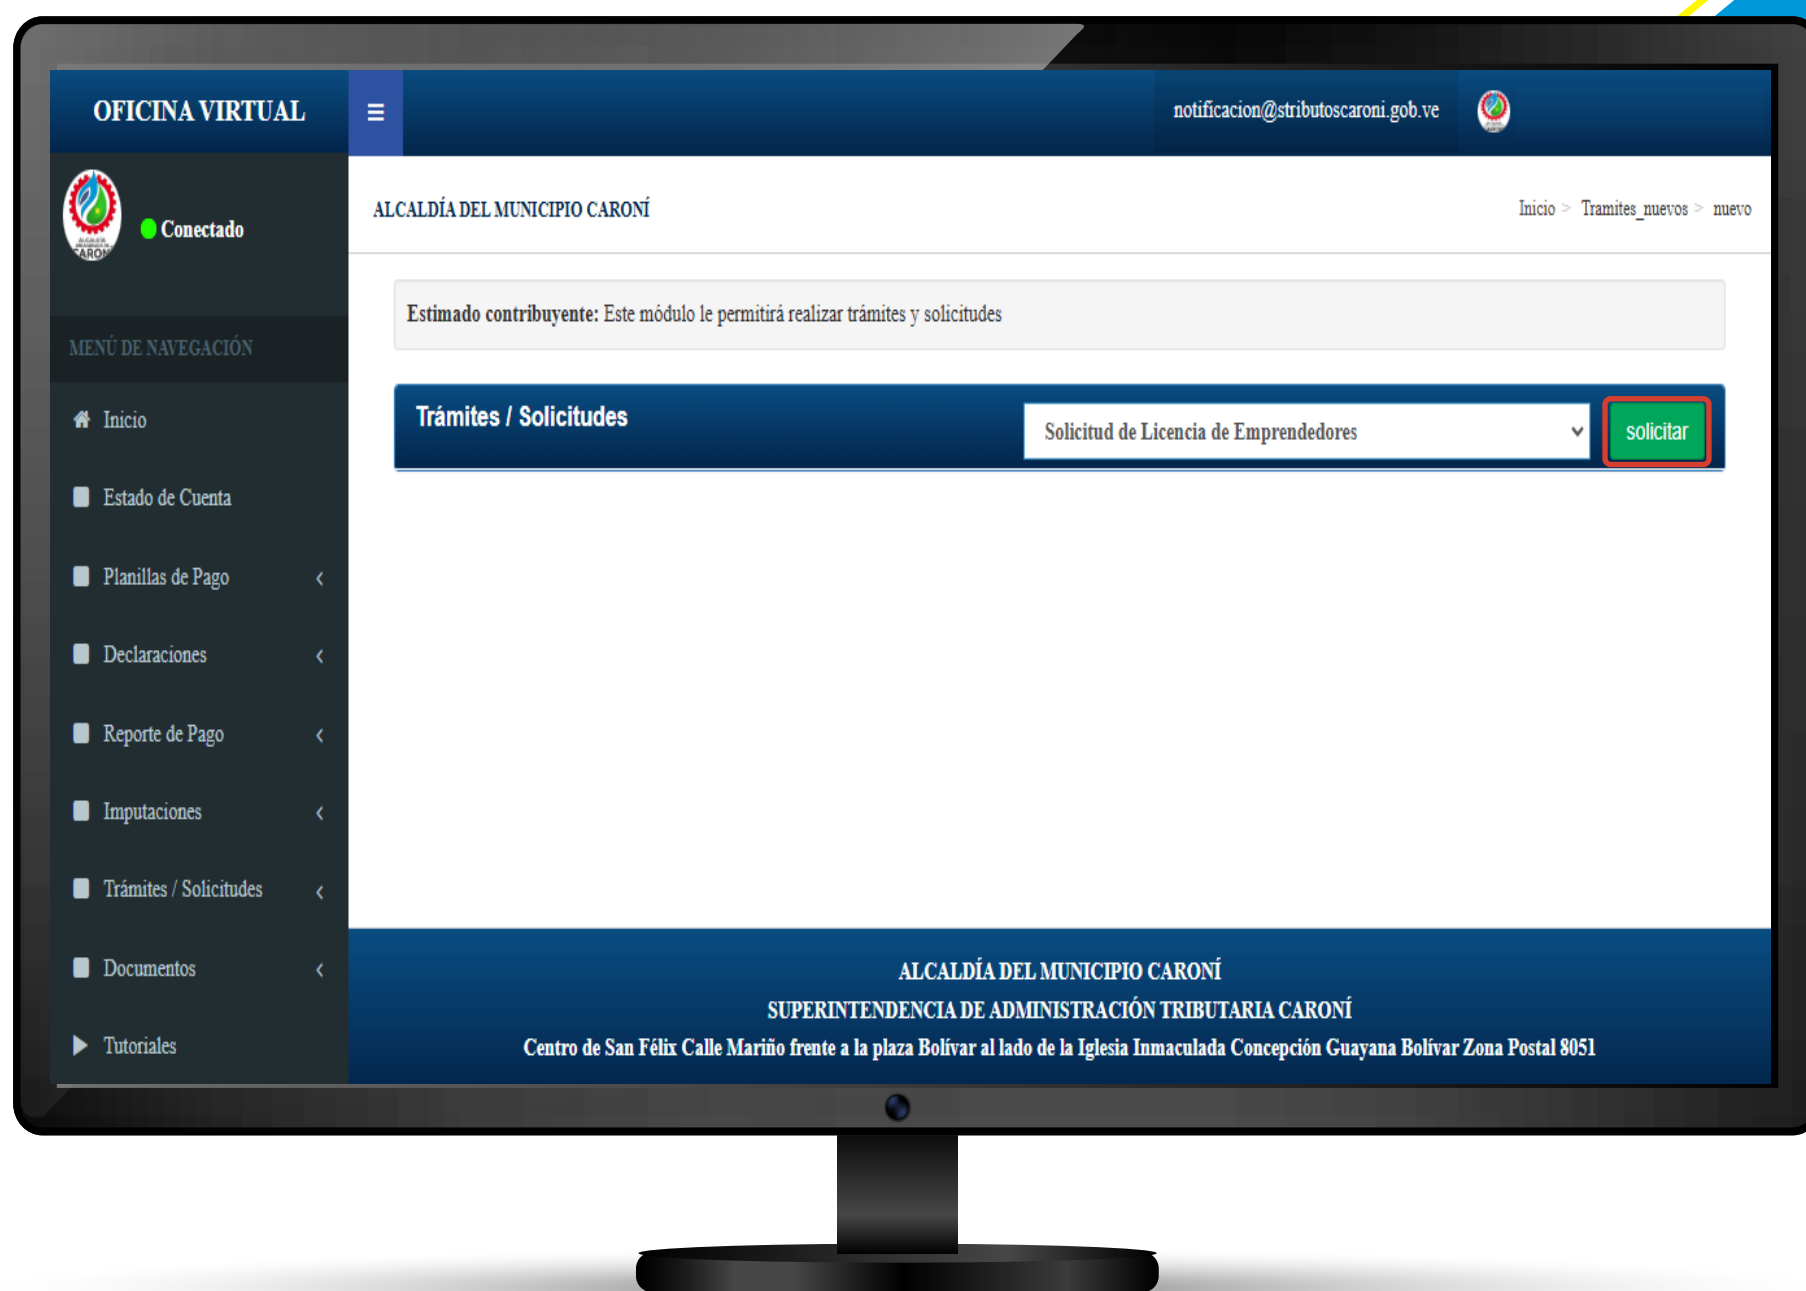 OFICINA VIRTUAL
notificacion@stributoscaroni.gob.ve
Conectado
ALCALDÍA DEL MUNICIPIO CARONÍ
Inicio > Tramites_nuevos > nuevo
Estimado contribuyente: Este módulo le permitirá realizar trámites y solicitudes
MENÚ DE NAVEGACIÓN
Inicio
Estado de Cuenta
Planillas de Pago
Declaraciones
Reporte de Pago
Imputaciones
Trámites / Solicitudes
Documentos
Tutoriales
Trámites / Solicitudes
Solicitud de Licencia de Emprendedores
solicitar
ALCALDÍA DEL MUNICIPIO CARONÍ
SUPERINTENDENCIA DE ADMINISTRACIÓN TRIBUTARIA CARONÍ
Centro de San Félix Calle Mariño frente a la plaza Bolívar al lado de la Iglesia Inmaculada Concepción Guayana Bolívar Zona Postal 8051